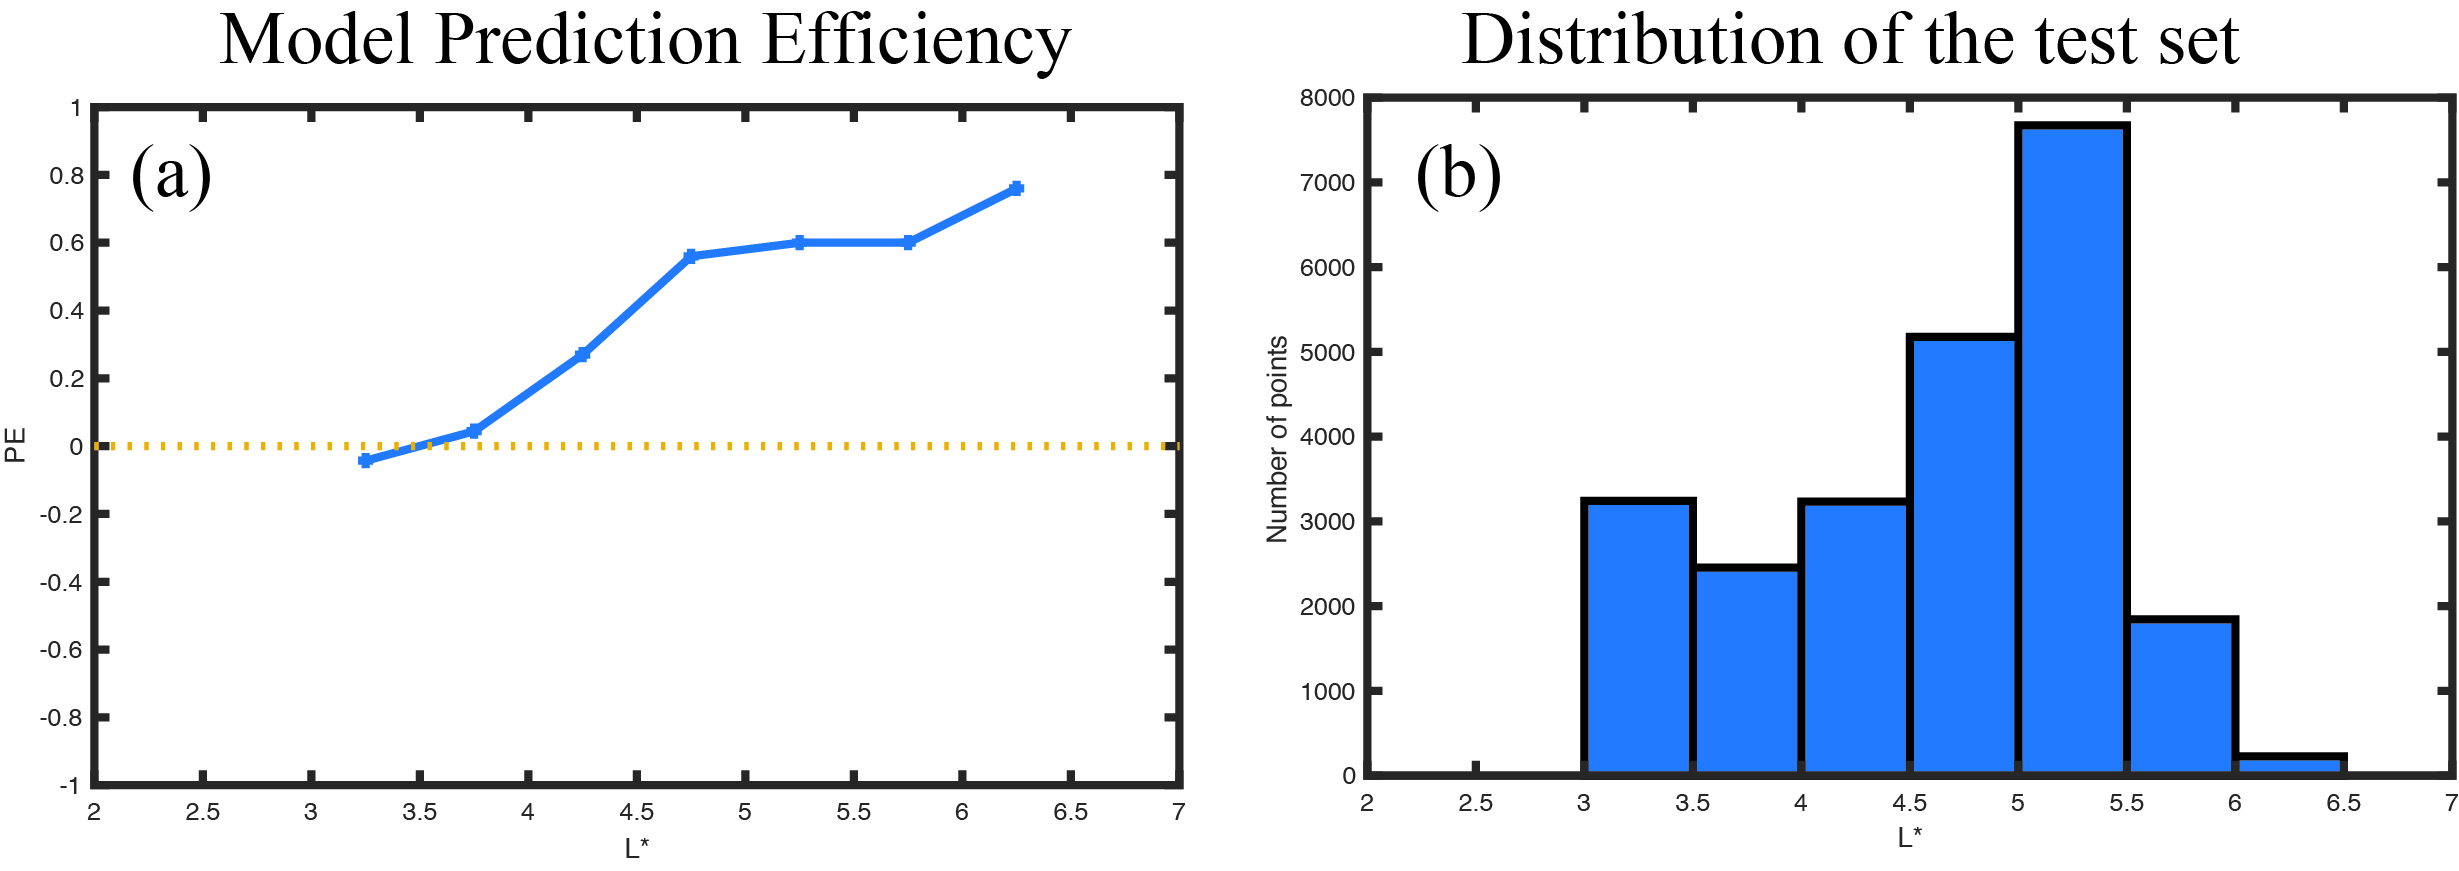 Model Prediction Efficiency
(a)
1
0.8
0.6
0.4
0.2
0
-0.2
-0.4
-0.6
-0.8
-1
PE
2 2.5 3 3.5 4 4.5 5 5.5 6 6.5 7
L*
Distribution of the test set
(b)
8000
7000
6000
5000
4000
3000
2000
1000
0
Number of points
2 2.5 3 3.5 4 4.5 5 5.5 6 6.5 7
L*